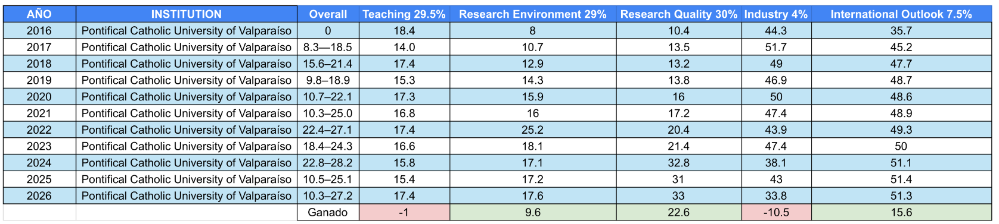 AÑO INSTITUTION Overall Teaching 29.5% Research Environment 29% Research Quality 30% Industry 4% International Outlook 7.5%
2016 Pontifical Catholic University of Valparaíso 0 18.4 8 10.4 44.3 35.7
2017 Pontifical Catholic University of Valparaíso 8.3—18.5 14.0 10.7 13.5 51.7 45.2
2018 Pontifical Catholic University of Valparaíso 15.6–21.4 17.4 12.9 13.2 49 47.7
2019 Pontifical Catholic University of Valparaíso 9.8–18.9 15.3 14.3 13.8 46.9 48.7
2020 Pontifical Catholic University of Valparaíso 10.7–22.1 17.3 15.9 16 50 48.6
2021 Pontifical Catholic University of Valparaíso 10.3–25.0 16.8 16 17.2 47.4 48.9
2022 Pontifical Catholic University of Valparaíso 22.4–27.1 17.4 25.2 20.4 43.9 49.3
2023 Pontifical Catholic University of Valparaíso 18.4–24.3 16.6 18.1 21.4 47.4 50
2024 Pontifical Catholic University of Valparaíso 22.8–28.2 15.8 17.1 32.8 38.1 51.1
2025 Pontifical Catholic University of Valparaíso 10.5–25.1 15.4 17.2 31 43 51.4
2026 Pontifical Catholic University of Valparaíso 10.3–27.2 17.4 17.6 33 33.8 51.3
Ganado -1 9.6 22.6 -10.5 15.6